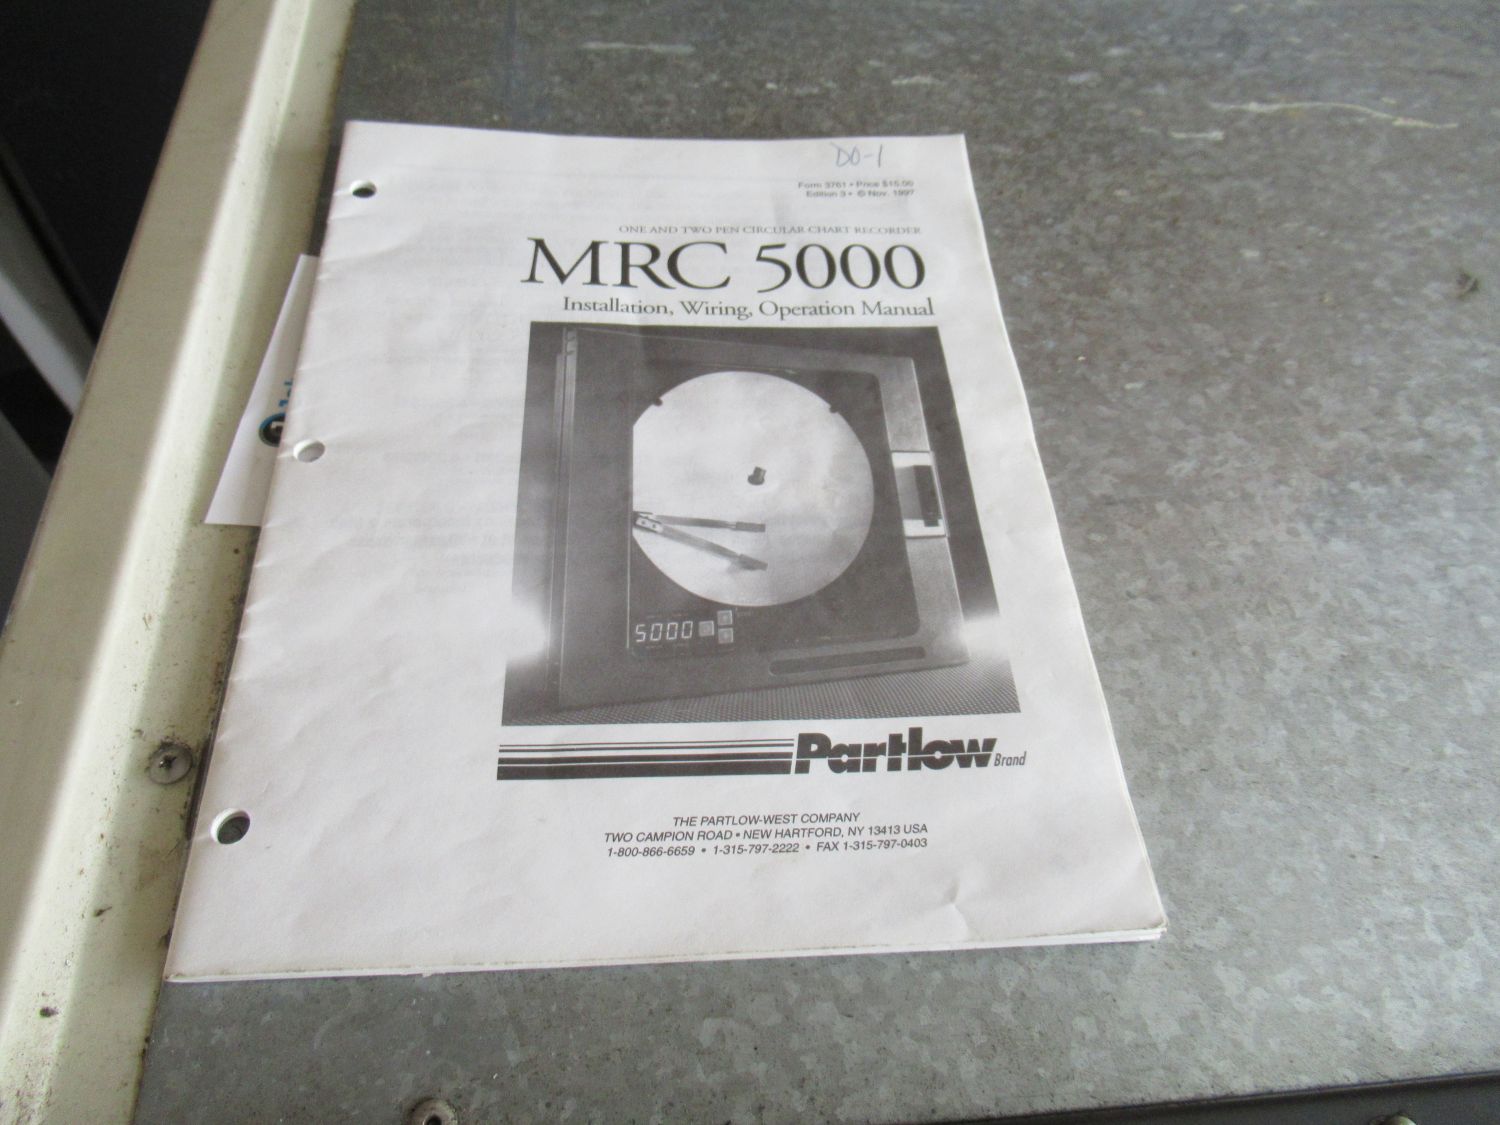 DO-1
Form 3761 • Price $15.00
Edition 3 • © Nov. 1997
ONE AND TWO PEN CIRCULAR CHART RECORDER
MRC 5000
Installation, Wiring, Operation Manual
5000
Partlow Brand
THE PARTLOW-WEST COMPANY
TWO CAMPION ROAD • NEW HARTFORD, NY 13413 USA
1-800-866-6659 • 1-315-797-2222 • FAX 1-315-797-0403